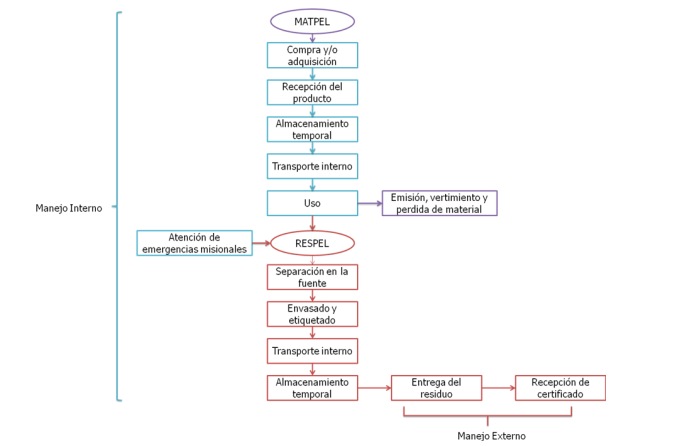 MATPEL
Compra y/o
adquisición
Recepción del
producto
Almacenamiento
temporal
Transporte interno
Uso
Emisión, vertimiento y
perdida de material
Manejo Interno
Atención de
emergencias misionales
RESPEL
Separación en la
fuente
Envasado y
etiquetado
Transporte interno
Almacenamiento
temporal
Entrega del
residuo
Recepción de
certificado
Manejo Externo